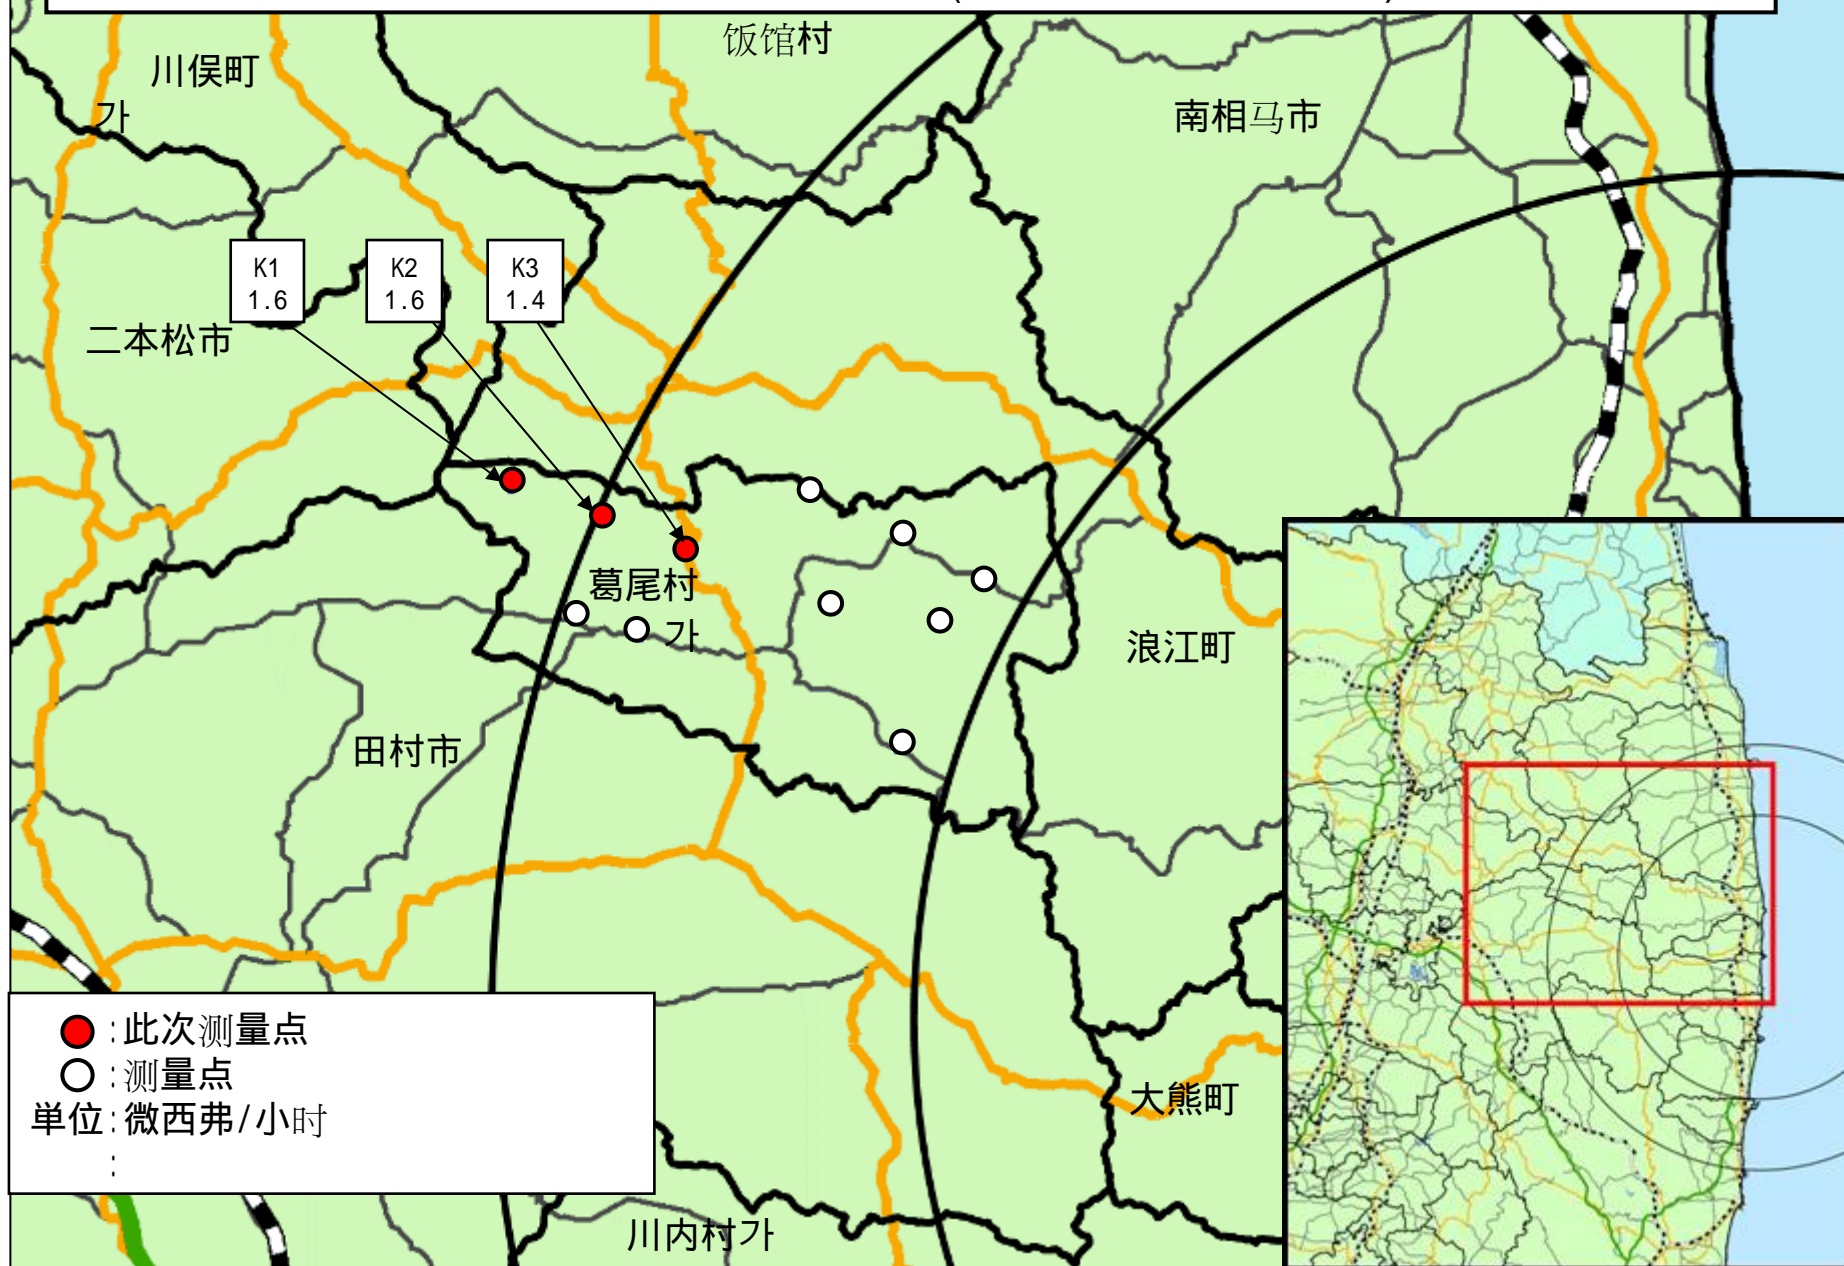 饭馆村
川俣町
가
南相马市
K1
1.6
K2
1.6
K3
1.4
二本松市
葛尾村
가
浪江町
田村市
:此次测量点
:测量点
単位:微西弗/小时
:
大熊町
川内村가